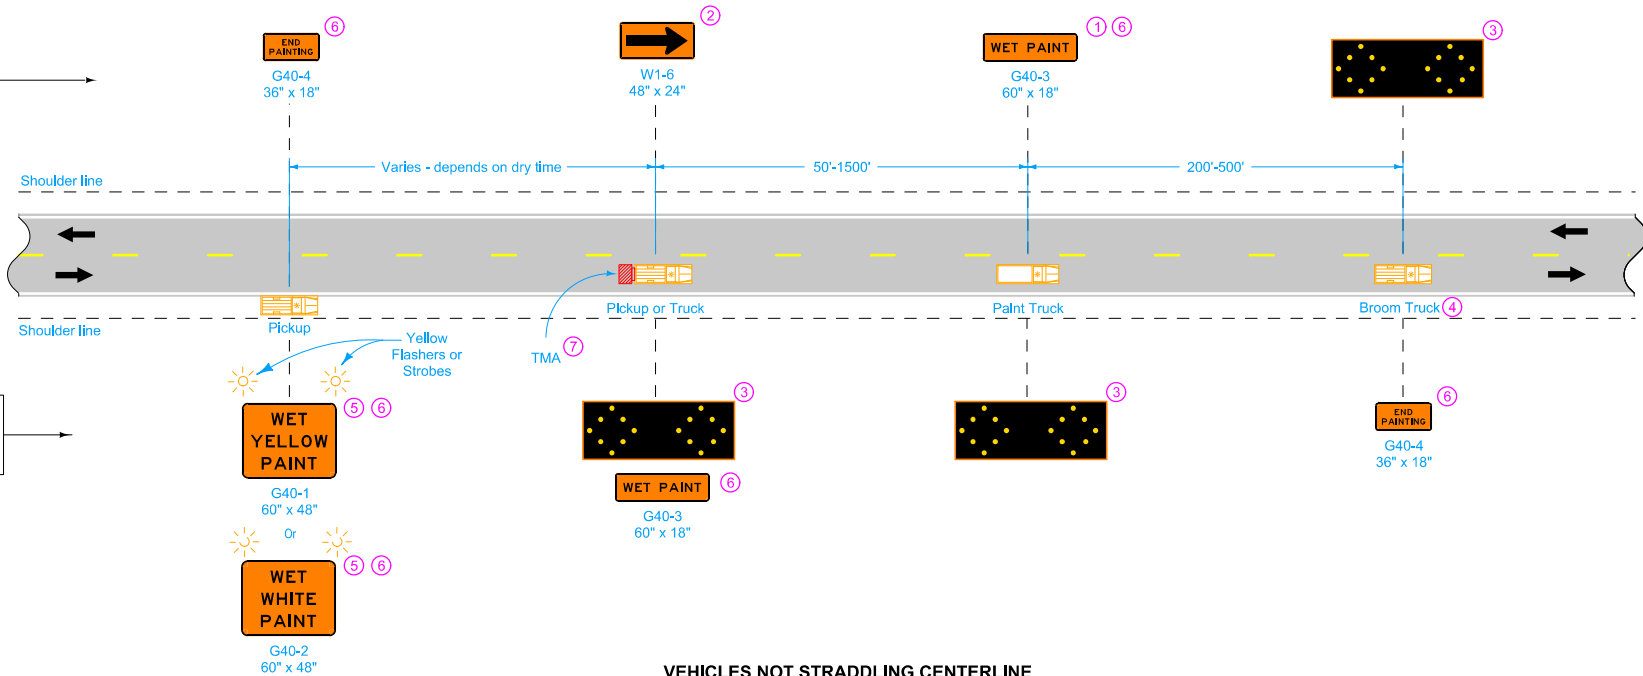 6
2
1 6
3
END
PAINTING
WET PAINT
G40-4
36" x 18"
W1-6
48" x 24"
G40-3
60" x 18"
Varies - depends on dry time
50'-1500'
200'-500'
Shoulder line
Shoulder line
Pickup
Pickup or Truck
Paint Truck
Broom Truck 4
Yellow
Flashers or
Strobes
TMA 7
5 6
WET
YELLOW
PAINT
G40-1
60" x 48"
Or
5 6
WET
WHITE
PAINT
G40-2
60" x 48"
3
WET PAINT 6
G40-3
60" x 18"
3
6
END
PAINTING
G40-4
36" x 18"
VEHICLES NOT STRADDLING CENTERLINE